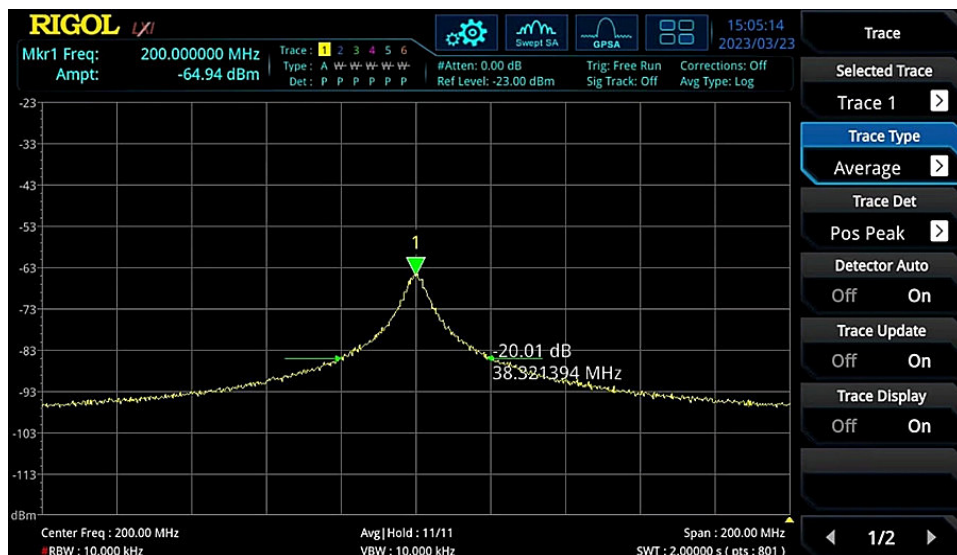 RIGOL LXI
Mkr1 Freq: 200.000000 MHz
Ampt: -64.94 dBm
Trace : 1 2 3 4 5 6
Type : A W W W W W
Det : P P P P P P
Swept SA
GPSA
15:05:14
2023/03/23
#Atten: 0.00 dB
Ref Level: -23.00 dBm
Trig: Free Run
Sig Track: Off
Corrections: Off
Avg Type: Log
-23
-33
-43
-53
-63
-73
-83
-93
-103
-113
dBm
1
-20.01 dB
38.321394 MHz
Center Freq : 200.00 MHz
Avg|Hold : 11/11
Span : 200.00 MHz
#RBW : 10.000 kHz
VBW : 10.000 kHz
SWT : 2.00000 s ( pts : 801 )
Trace
Selected Trace
Trace 1
Trace Type
Average
Trace Det
Pos Peak
Detector Auto
Off On
Trace Update
Off On
Trace Display
Off On
1/2